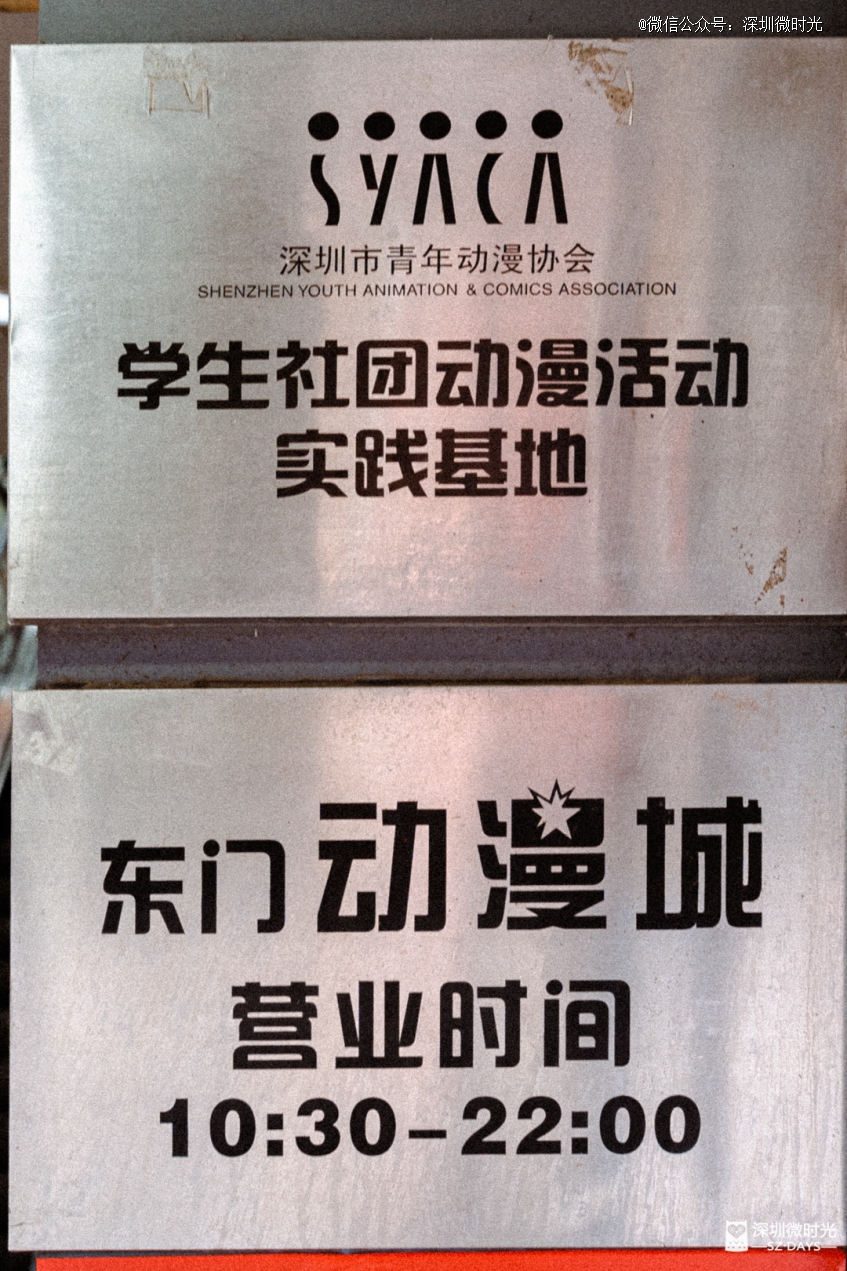 @微信公众号：深圳微时光
SYACA
深圳市青年动漫协会
SHENZHEN YOUTH ANIMATION & COMICS ASSOCIATION
学生社团动漫活动
实践基地
东门动漫城
营业时间
10:30-22:00
深圳微时光
SZ DAYS